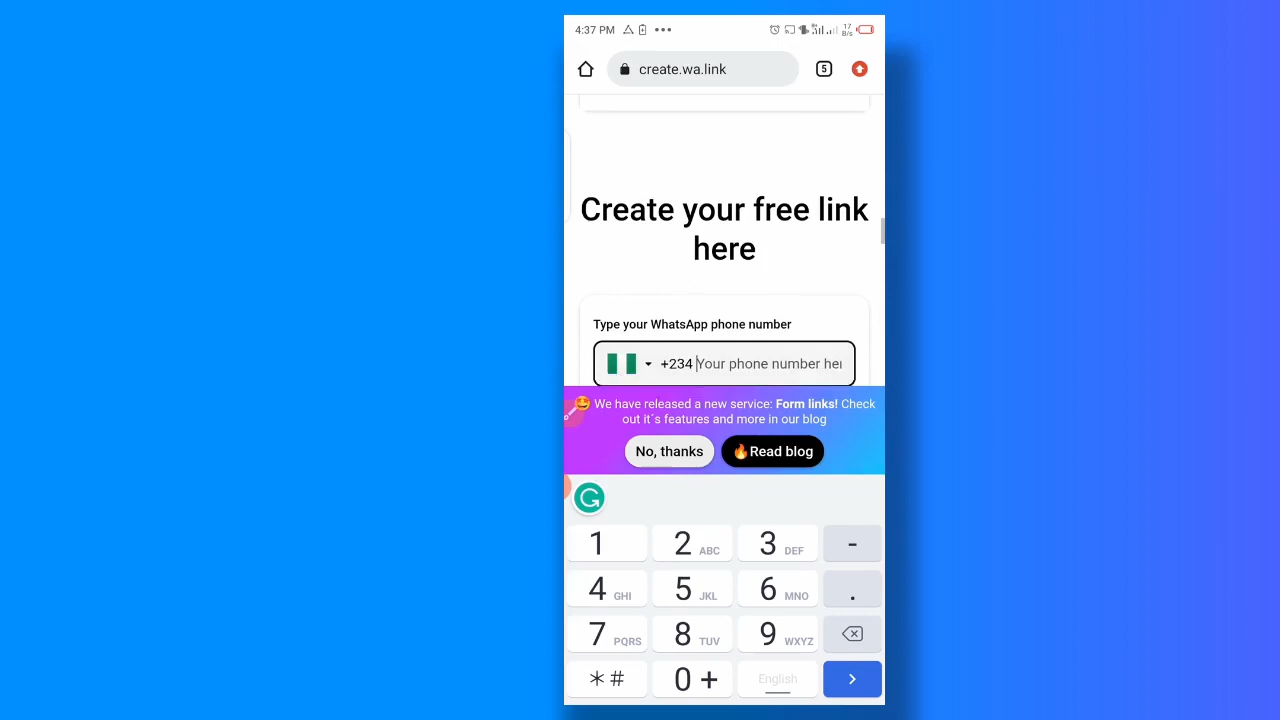 4:37 PM
17
B/s
create.wa.link
5
Create your free link
here
Type your WhatsApp phone number
+234 Your phone number her
We have released a new service: Form links! Check
out it´s features and more in our blog
No, thanks
Read blog
1 2 ABC 3 DEF -
4 GHI 5 JKL 6 MNO .
7 PQRS 8 TUV 9 WXYZ
*# 0 + English